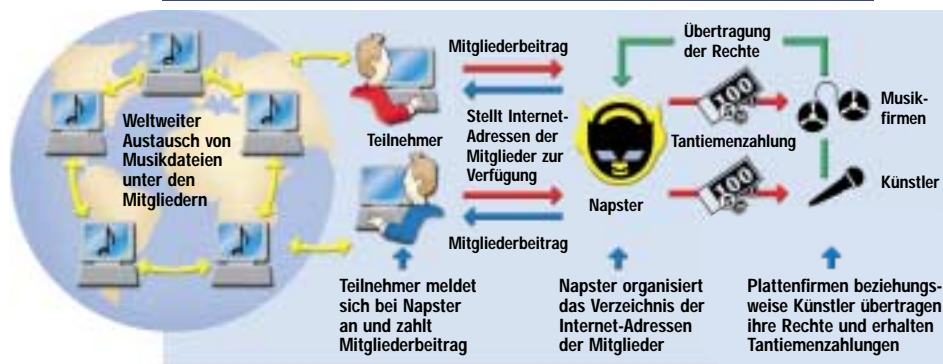 Weltweiter
Austausch von
Musikdateien
unter den
Mitgliedern
Teilnehmer
Mitgliederbeitrag
Stellt Internet-
Adressen der
Mitglieder zur
Verfügung
Mitgliederbeitrag
Napster
Übertragung
der Rechte
100
Tantiemenzahlung
100
Musik-
firmen
Künstler
Teilnehmer meldet
sich bei Napster
an und zahlt
Mitgliederbeitrag
Napster organisiert
das Verzeichnis der
Internet-Adressen
der Mitglieder
Plattenfirmen beziehungs-
weise Künstler übertragen
ihre Rechte und erhalten
Tantiemenzahlungen